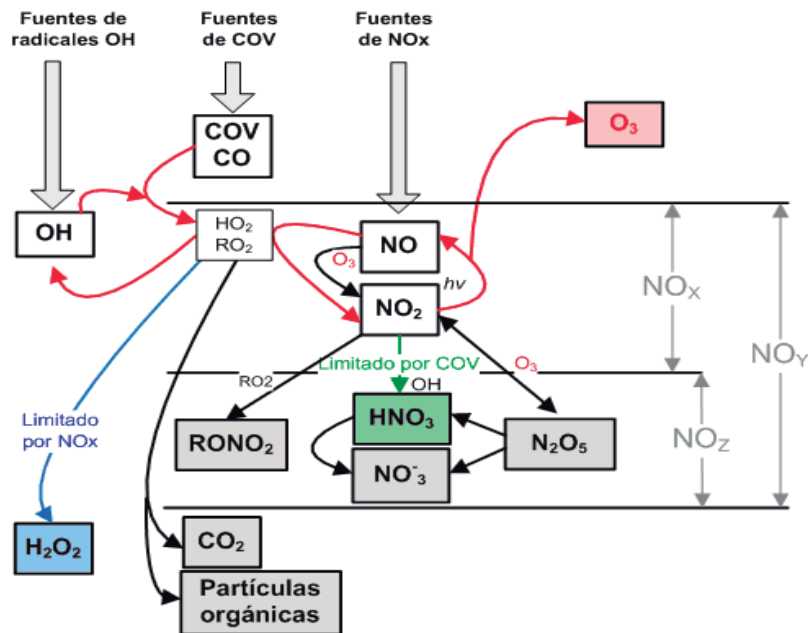 Fuentes de
radicales OH
Fuentes
de COV
Fuentes
de NOx
COV
CO
O₃
OH
HO₂
RO₂
NO
O₃
hv
NO₂
NOX
NOY
Limitado por COV
O₃
RO2
OH
Limitado
por NOx
RONO₂
HNO₃
N₂O₅
NOZ
NO⁻₃
H₂O₂
CO₂
Partículas
orgánicas